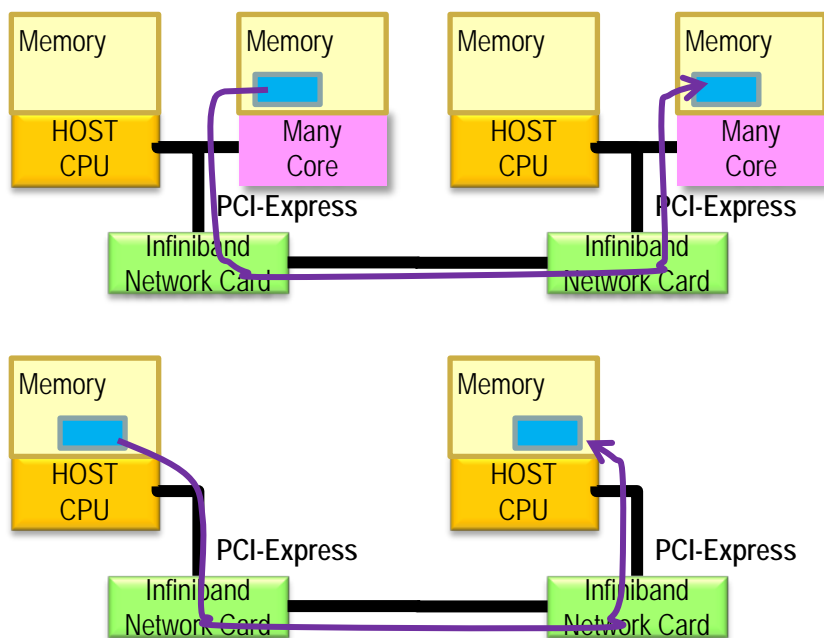 Memory
Memory
Memory
Memory
HOST
CPU
Many
Core
HOST
CPU
Many
Core
PCI-Express
PCI-Express
Infiniband
Network Card
Infiniband
Network Card
Memory
Memory
HOST
CPU
HOST
CPU
PCI-Express
PCI-Express
Infiniband
Network Card
Infiniband
Network Card